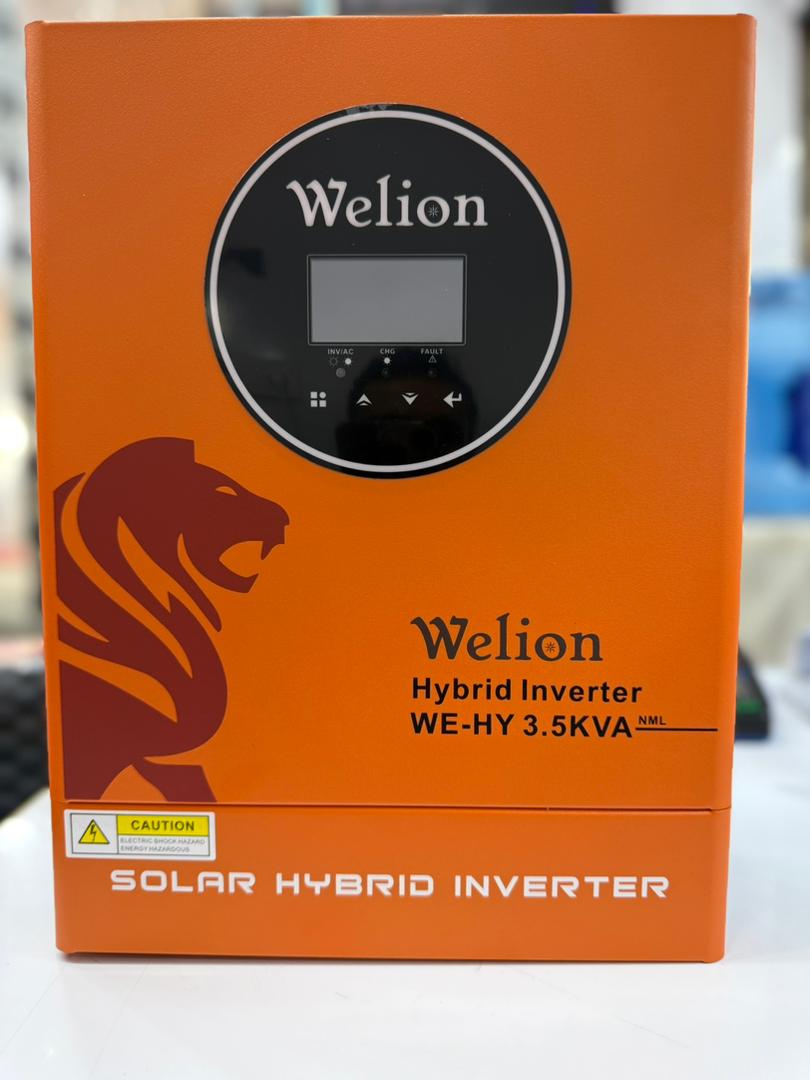 Welion
INV/AC CHG FAULT
Welion
Hybrid Inverter
WE-HY 3.5KVA NML
CAUTION
ELECTRIC SHOCK HAZARD
ENERGY HAZARDOUS
SOLAR HYBRID INVERTER